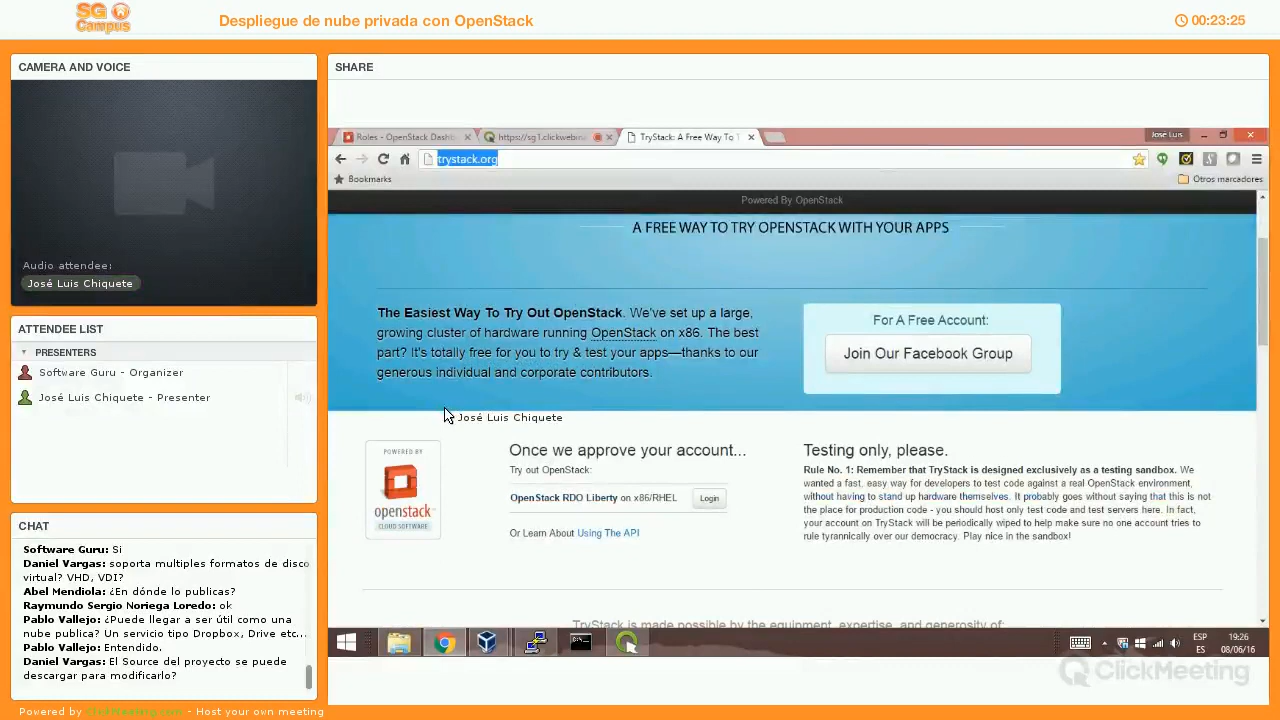 SG Campus
Despliegue de nube privada con OpenStack
00:23:25
CAMERA AND VOICE
Audio attendee:
José Luis Chiquete
ATTENDEE LIST
PRESENTERS
Software Guru - Organizer
José Luis Chiquete - Presenter
CHAT
Software Guru: Si
Daniel Vargas: soporta multiples formatos de disco
virtual? VHD, VDI?
Abel Mendiola: ¿En dónde lo publicas?
Raymundo Sergio Noriega Loredo: ok
Pablo Vallejo: ¿Puede llegar a ser útil como una
nube publica? Un servicio tipo Dropbox, Drive etc...
Pablo Vallejo: Entendido.
Daniel Vargas: El Source del proyecto se puede
descargar para modificarlo?
Powered by ClickMeeting.com - Host your own meeting
SHARE
Roles - OpenStack Dashb
https://sg1.clickwebina
TryStack: A Free Way To T
José Luis
trystack.org
Bookmarks
Otros marcadores
Powered By OpenStack
A FREE WAY TO TRY OPENSTACK WITH YOUR APPS
The Easiest Way To Try Out OpenStack. We've set up a large,
growing cluster of hardware running OpenStack on x86. The best
part? It's totally free for you to try & test your apps—thanks to our
generous individual and corporate contributors.
For A Free Account:
Join Our Facebook Group
José Luis Chiquete
POWERED BY
openstack
CLOUD SOFTWARE
Once we approve your account...
Try out OpenStack:
OpenStack RDO Liberty on x86/RHEL
Login
Or Learn About Using The API
Testing only, please.
Rule No. 1: Remember that TryStack is designed exclusively as a testing sandbox. We
wanted a fast, easy way for developers to test code against a real OpenStack environment,
without having to stand up hardware themselves. It probably goes without saying that this is not
the place for production code - you should host only test code and test servers here. In fact,
your account on TryStack will be periodically wiped to help make sure no one account tries to
rule tyrannically over our democracy. Play nice in the sandbox!
TryStack is made possible by the equipment, expertise, and generosity of:
ESP
ES
19:26
08/06/16
ClickMeeting